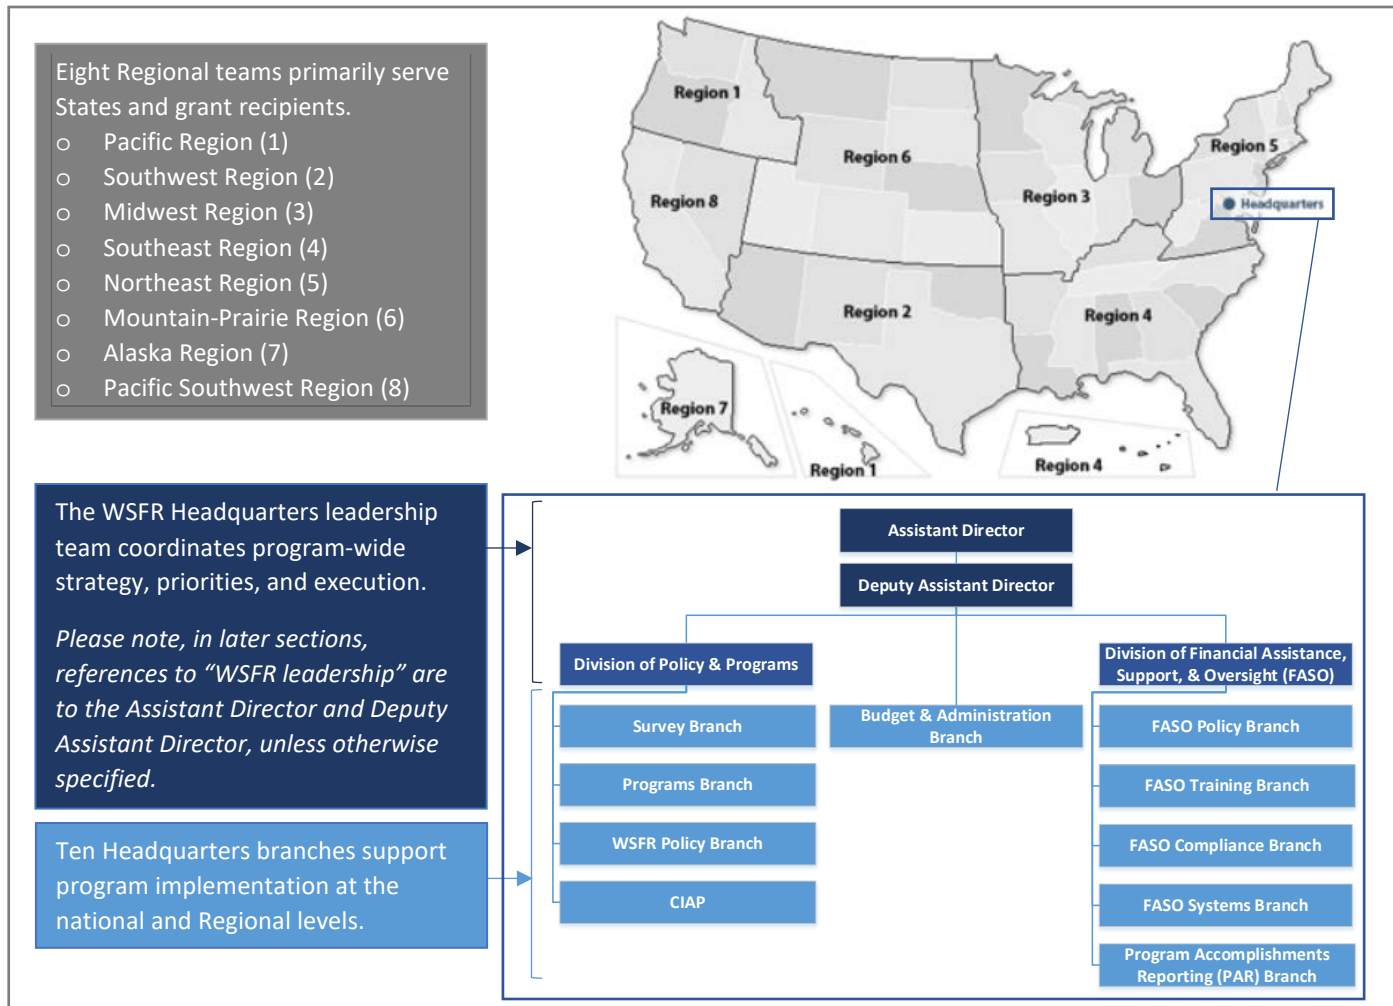 Eight Regional teams primarily serve
States and grant recipients.
o Pacific Region (1)
o Southwest Region (2)
o Midwest Region (3)
o Southeast Region (4)
o Northeast Region (5)
o Mountain-Prairie Region (6)
o Alaska Region (7)
o Pacific Southwest Region (8)
Region 1
Region 6
Region 8
Region 3
Region 5
Headquarters
Region 2
Region 4
Region 7
Region 1
Region 4
The WSFR Headquarters leadership
team coordinates program-wide
strategy, priorities, and execution.
Please note, in later sections,
references to “WSFR leadership” are
to the Assistant Director and Deputy
Assistant Director, unless otherwise
specified.
Ten Headquarters branches support
program implementation at the
national and Regional levels.
Assistant Director
Deputy Assistant Director
Division of Policy & Programs
Survey Branch
Programs Branch
WSFR Policy Branch
CIAP
Budget & Administration
Branch
Division of Financial Assistance,
Support, & Oversight (FASO)
FASO Policy Branch
FASO Training Branch
FASO Compliance Branch
FASO Systems Branch
Program Accomplishments
Reporting (PAR) Branch